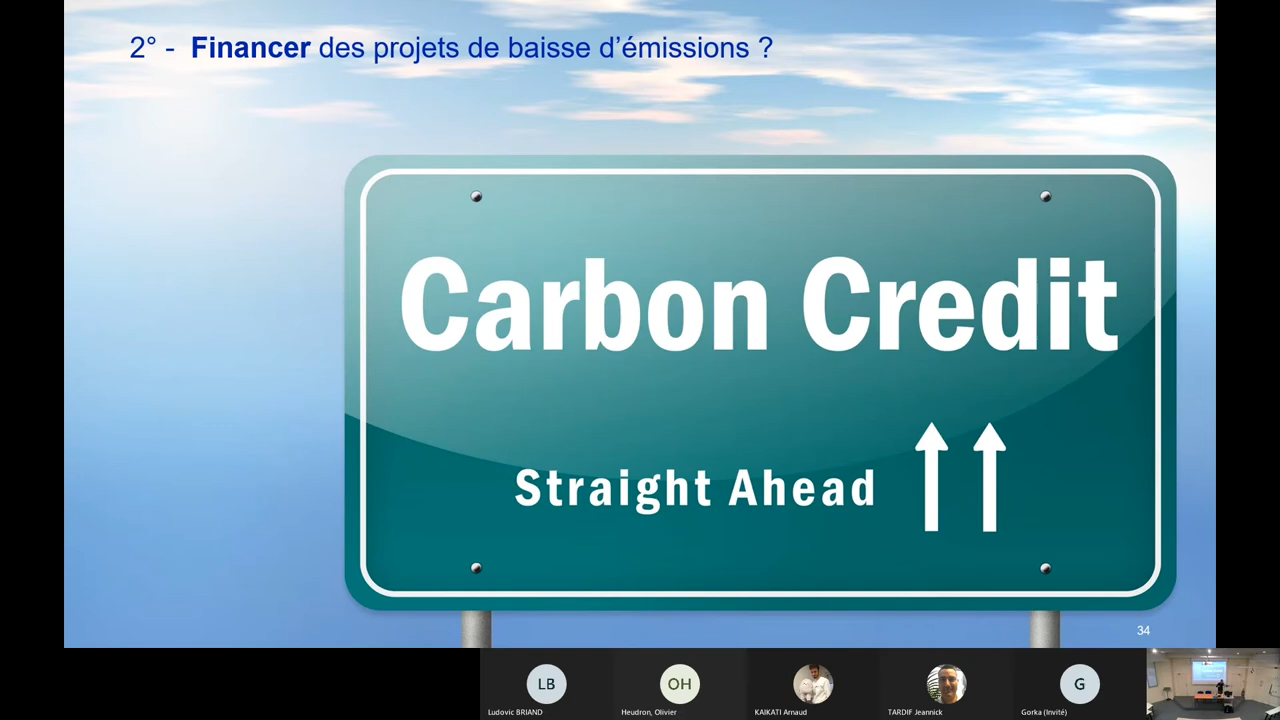 2° - Financer des projets de baisse d’émissions ?
Carbon Credit
Straight Ahead
34
LB
OH
G
Ludovic BRIAND
Heudron, Olivier
KAIKATI Arnaud
TARDIF Jeannick
Gorka (Invité)